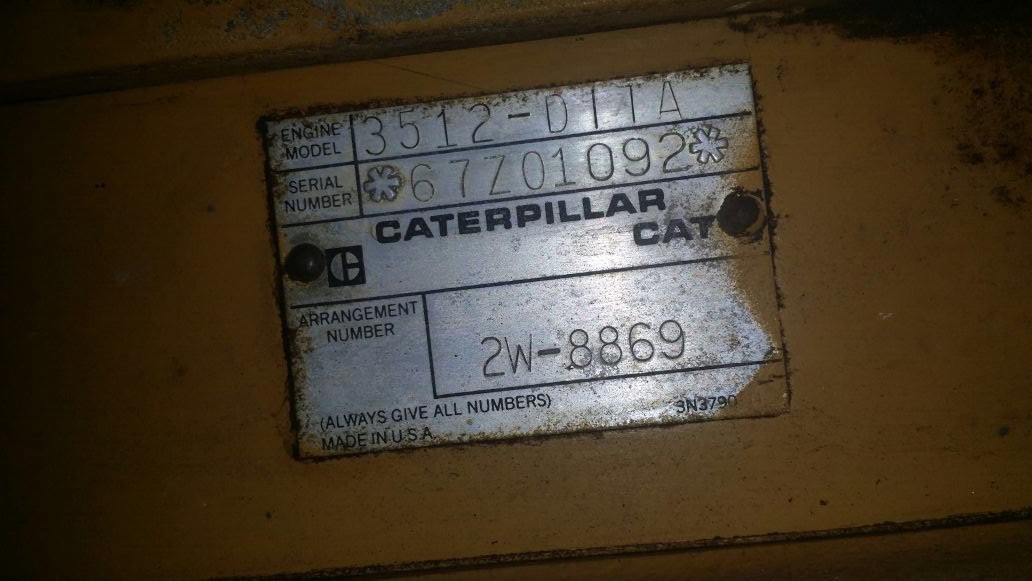 ENGINE MODEL 3512-DITA
SERIAL NUMBER *67Z01092*
CATERPILLAR
CAT
ARRANGEMENT NUMBER
2W-8869
(ALWAYS GIVE ALL NUMBERS)
MADE IN U.S.A.